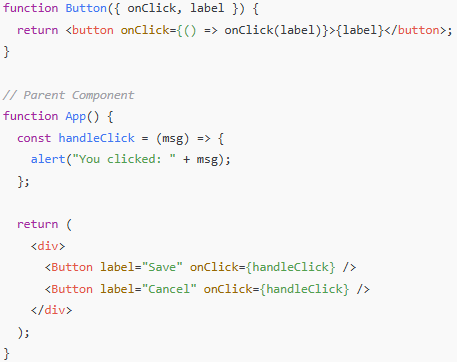 function Button({ onClick, label }) {
  return <button onClick={() => onClick(label)}>{label}</button>;
}

// Parent Component
function App() {
  const handleClick = (msg) => {
    alert("You clicked: " + msg);
  };

  return (
    <div>
      <Button label="Save" onClick={handleClick} />
      <Button label="Cancel" onClick={handleClick} />
    </div>
  );
}